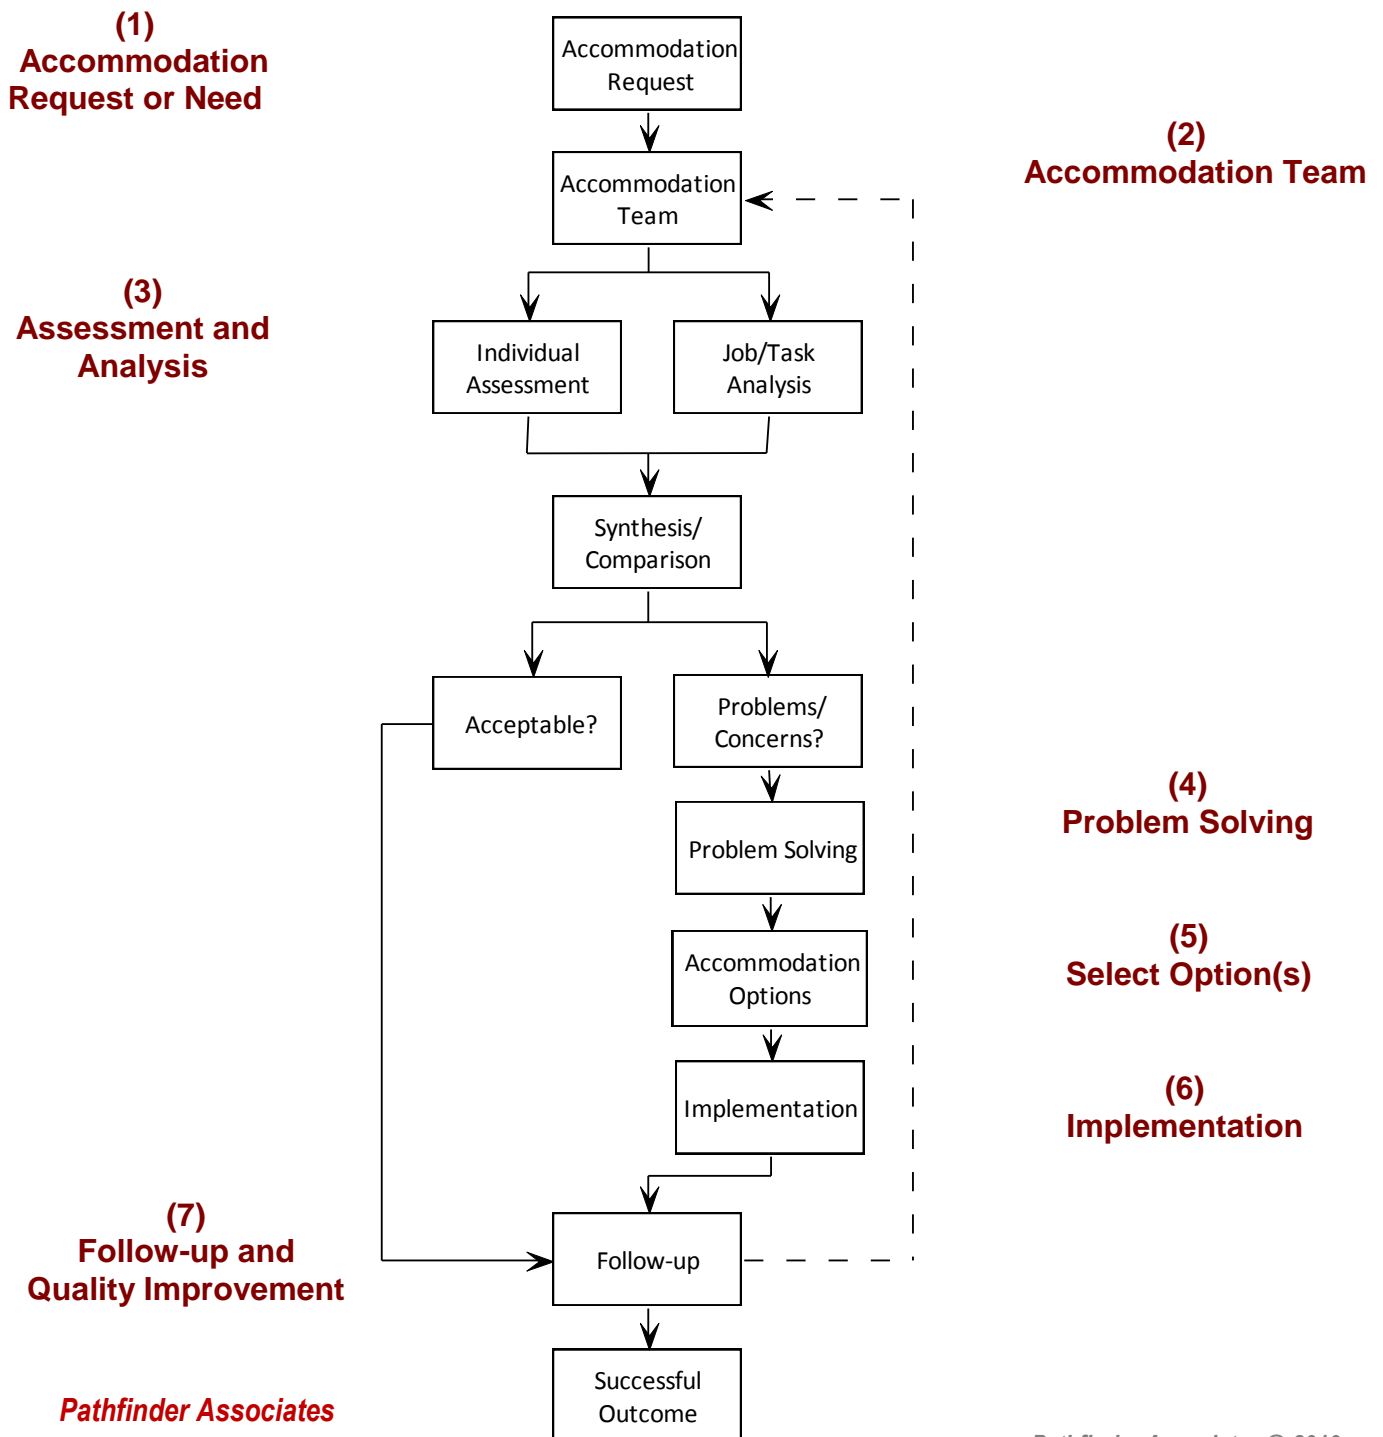 (1)
Accommodation
Request or Need
Accommodation
Request
(2)
Accommodation Team
Accommodation
Team
(3)
Assessment and
Analysis
Individual
Assessment
Job/Task
Analysis
Synthesis/
Comparison
Acceptable?
Problems/
Concerns?
(4)
Problem Solving
Problem Solving
(5)
Select Option(s)
Accommodation
Options
(6)
Implementation
Implementation
(7)
Follow-up and
Quality Improvement
Follow-up
Successful
Outcome
Pathfinder Associates
Pathfinder Associates ©